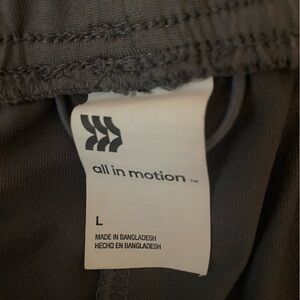 all in motion ™
L
MADE IN BANGLADESH
HECHO EN BANGLADESH